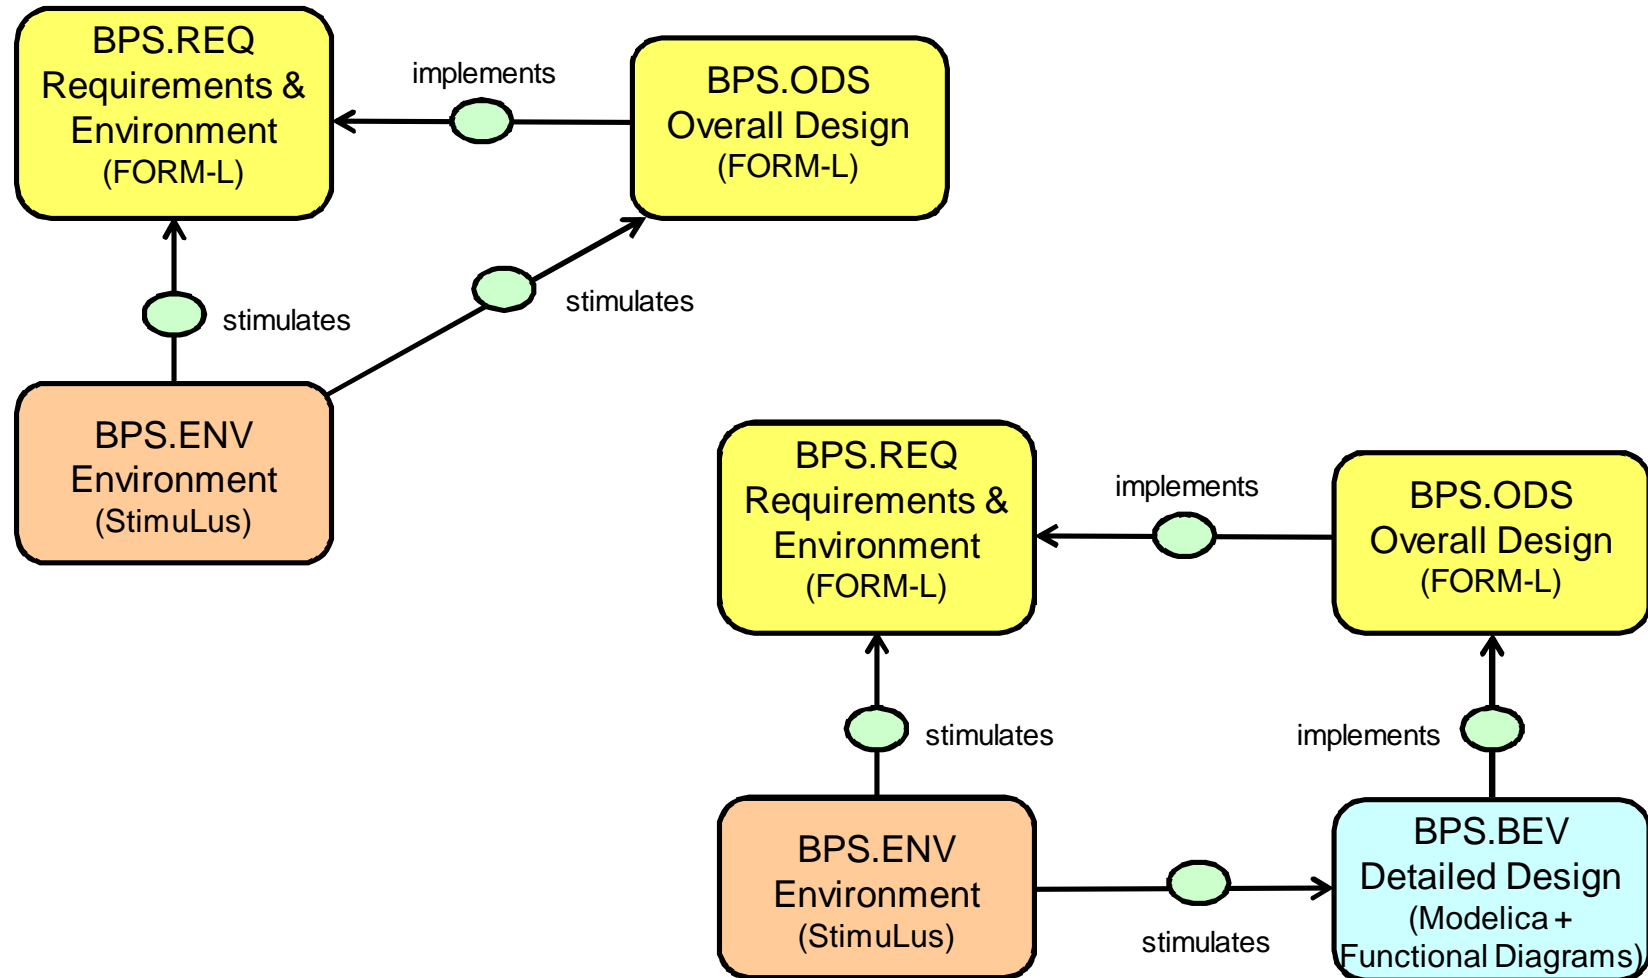 BPS.REQ
Requirements &
Environment
(FORM-L)
implements
BPS.ODS
Overall Design
(FORM-L)
stimulates
stimulates
BPS.ENV
Environment
(StimuLus)
BPS.REQ
Requirements &
Environment
(FORM-L)
implements
BPS.ODS
Overall Design
(FORM-L)
stimulates
implements
BPS.ENV
Environment
(StimuLus)
stimulates
BPS.BEV
Detailed Design
(Modelica +
Functional Diagrams)